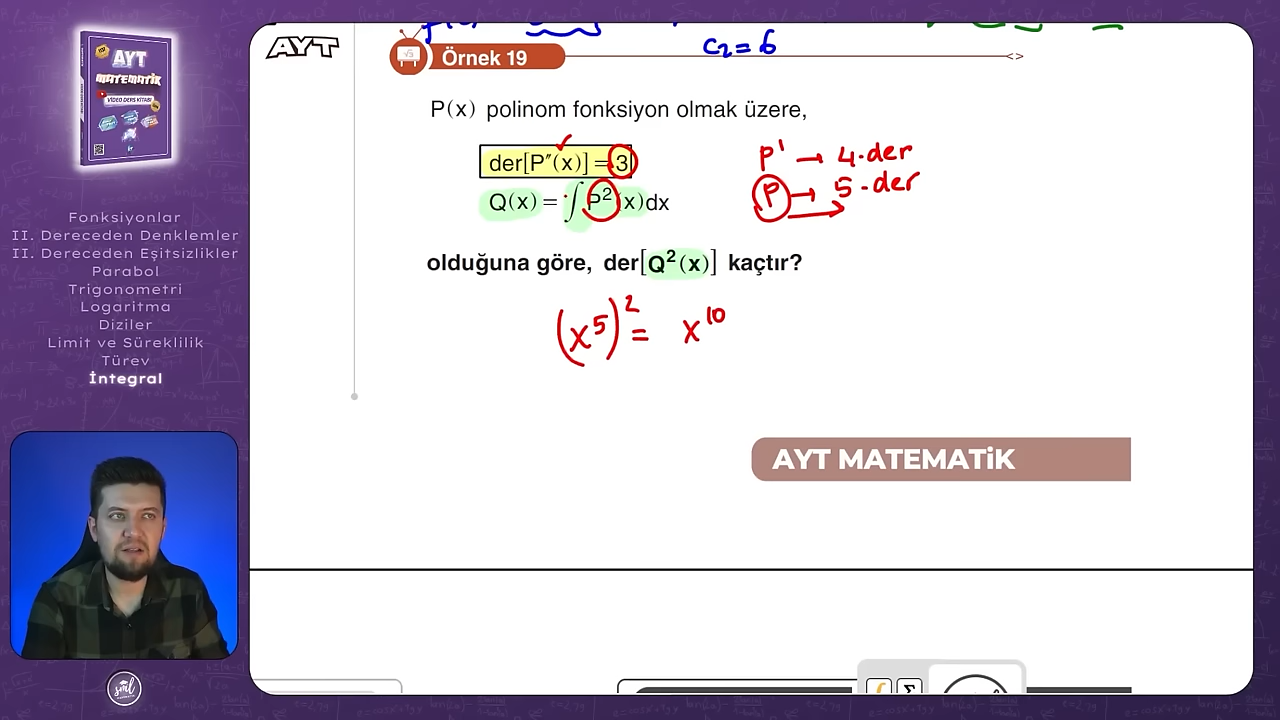 AYT
MATEMATİK
VİDEO DERS KİTABI
AYT
C₂ = 6
Örnek 19
<>
P(x) polinom fonksiyon olmak üzere,
der[P″(x)] = 3
P' → 4.der
Q(x) = ∫ P²(x)dx
P → 5.der
olduğuna göre, der[Q²(x)] kaçtır?
(x⁵)² = x¹⁰
Fonksiyonlar
II. Dereceden Denklemler
II. Dereceden Eşitsizlikler
Parabol
Trigonometri
Logaritma
Diziler
Limit ve Süreklilik
Türev
İntegral
AYT MATEMATİK
sml